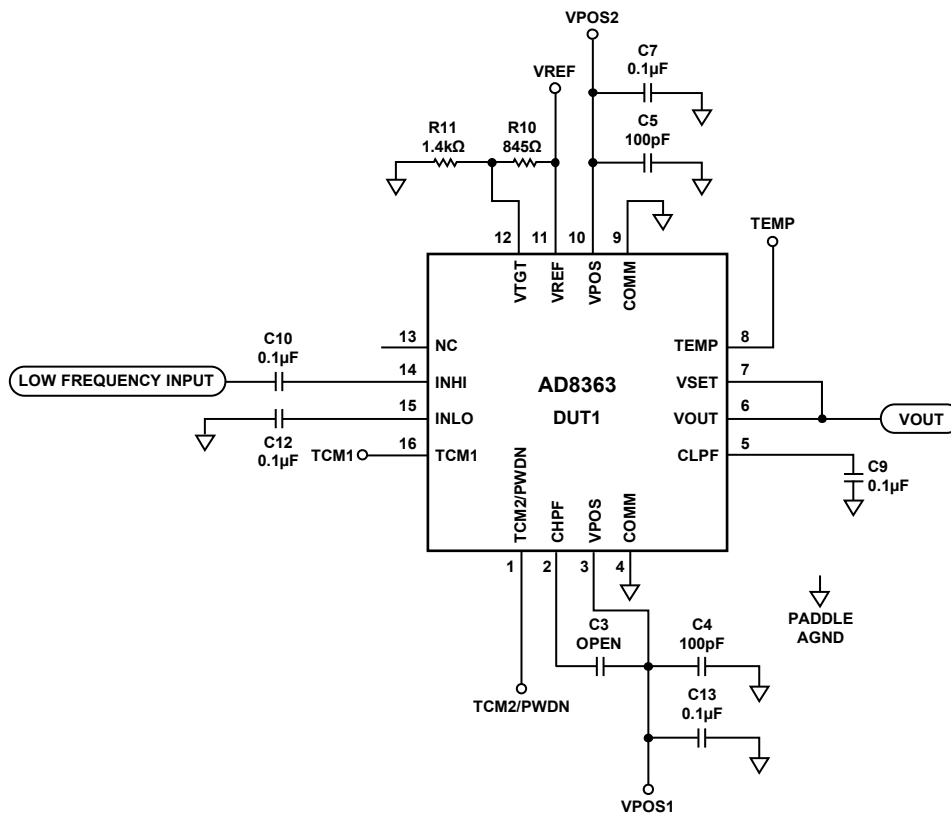 VPOS2
C7
0.1µF
VREF
R11
1.4kΩ
R10
845Ω
C5
100pF
TEMP
12
11
10
9
VTGT
VREF
VPOS
COMM
13
NC
TEMP
8
C10
0.1µF
LOW FREQUENCY INPUT
14
INHI
AD8363
DUT1
VSET
7
15
INLO
VOUT
6
VOUT
C12
0.1µF
TCM1
16
TCM1
CLPF
5
C9
0.1µF
TCM2/PWDN
CHPF
VPOS
COMM
1
2
3
4
PADDLE
AGND
C3
OPEN
C4
100pF
TCM2/PWDN
C13
0.1µF
VPOS1